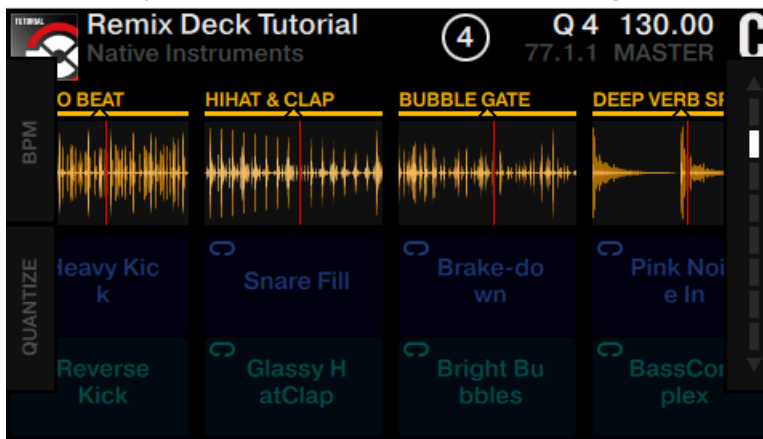 TUTORIAL
Remix Deck Tutorial
4
Q 4 130.00
C
Native Instruments
77.1.1 MASTER
BPM
O BEAT
HIHAT & CLAP
BUBBLE GATE
DEEP VERB SF
QUANTIZE
Heavy Kic
k
Snare Fill
Brake-do
wn
Pink Noi
e In
Reverse
Kick
Glassy H
atClap
Bright Bu
bbles
BassCor
plex